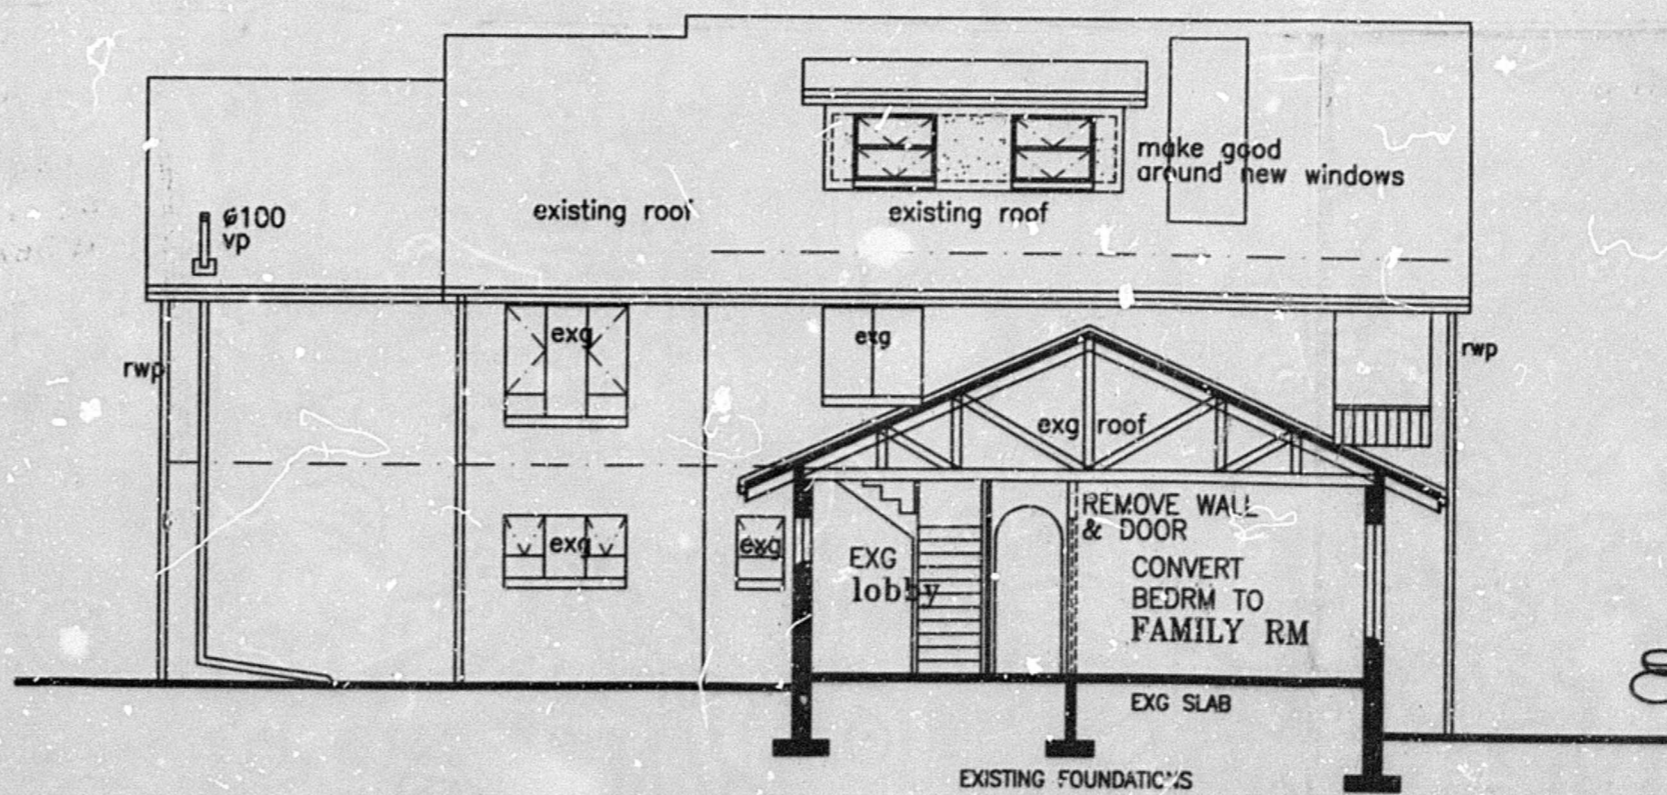 make good
around new windows
existing roof
existing roof
ø100
vp
exg
exg
rwp
rwp
exg roof
REMOVE WALL
& DOOR
exg
exg
EXG
lobby
CONVERT
BEDRM TO
FAMILY RM
EXG SLAB
EXISTING FOUNDATIONS